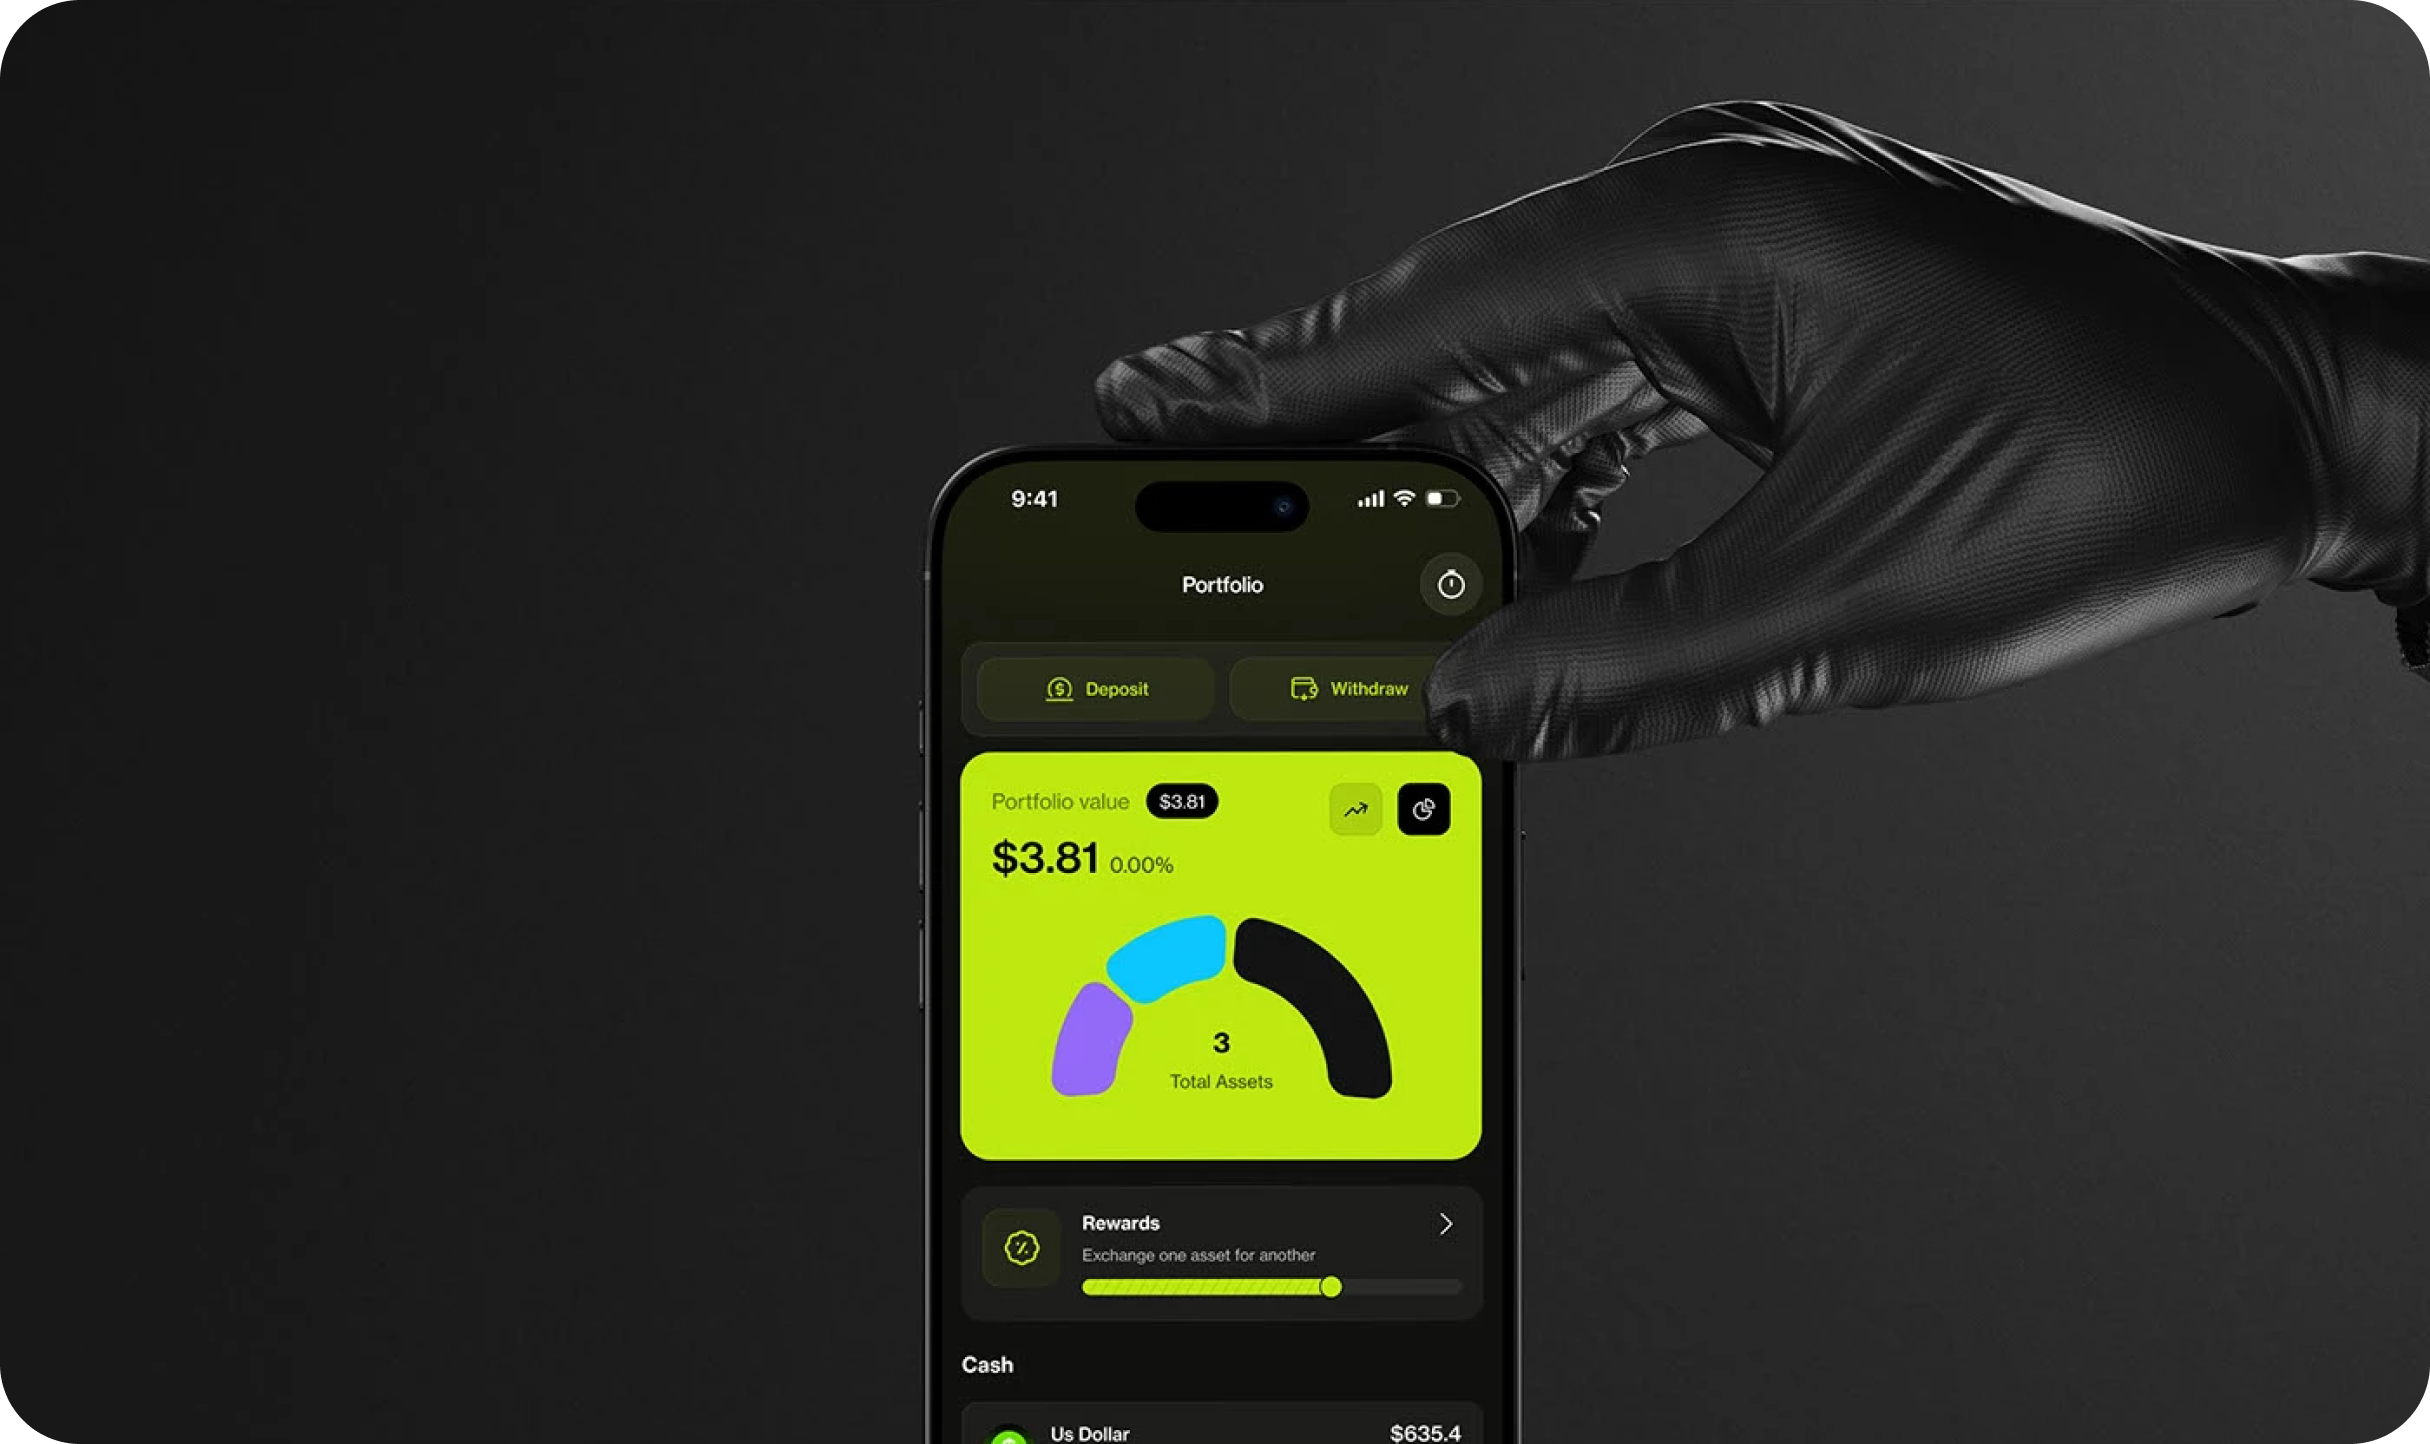 9:41
Portfolio
Deposit
Withdraw
Portfolio value $3.81
$3.81 0.00%
3
Total Assets
Rewards
Exchange one asset for another
Cash
Us Dollar $635.4